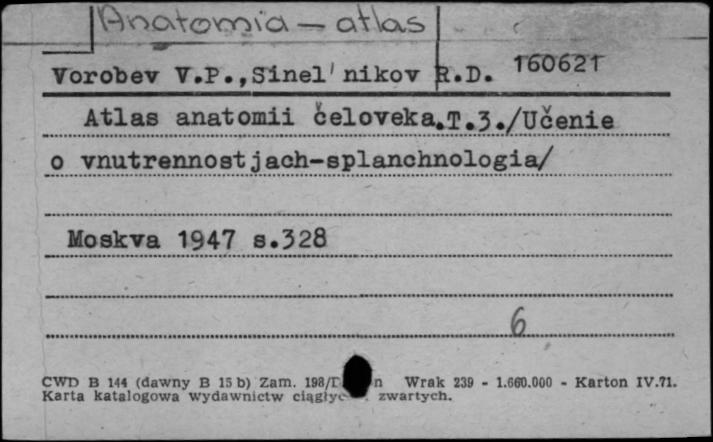 Anatomia - atlas
Vorobev V.P., Sinel'nikov R.D. 160621
Atlas anatomii čeloveka.T.3./Učenie
o vnutrennostjach-splanchnologia/
Moskva 1947 s.328
6
CWD B 144 (dawny B 15 b) Zam. 198/ Wrak 239 - 1.660.000 - Karton IV.71.
Karta katalogowa wydawnictw zwartych.